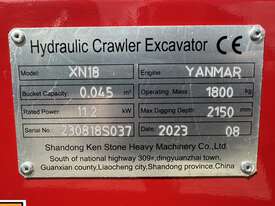 Hydraulic Crawler Excavator CE
Model: XN18 Engine: YANMAR
Bucket Capacity: 0.045 m³ Operating Mass: 1800 kg
Rated Power: 11.2 kw Max Digging Depth: 2150 mm
Serial No: 230818S037 Date: 2023 08
Shandong Ken Stone Heavy Machinery Co.,Ltd
South of national highway 309#, dingyuanzhai town,
Guanxian county, Liaocheng city, Shandong province, China